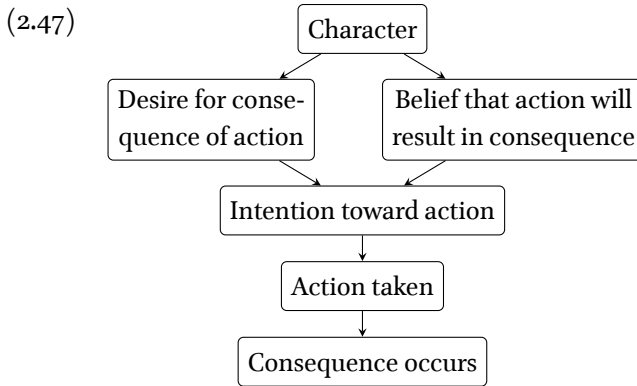 (2.47)
Character
Desire for conse-
quence of action
Belief that action will
result in consequence
Intention toward action
Action taken
Consequence occurs